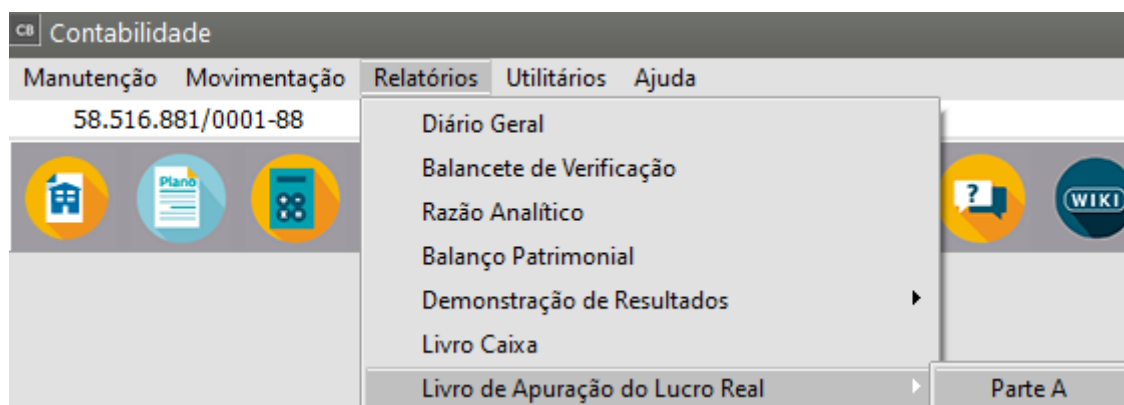 CB Contabilidade
Manutenção Movimentação Relatórios Utilitários Ajuda
58.516.881/0001-88
Diário Geral
Balancete de Verificação
Plano
? WIKI
Razão Analítico
Balanço Patrimonial
Demonstração de Resultados
Livro Caixa
Livro de Apuração do Lucro Real Parte A